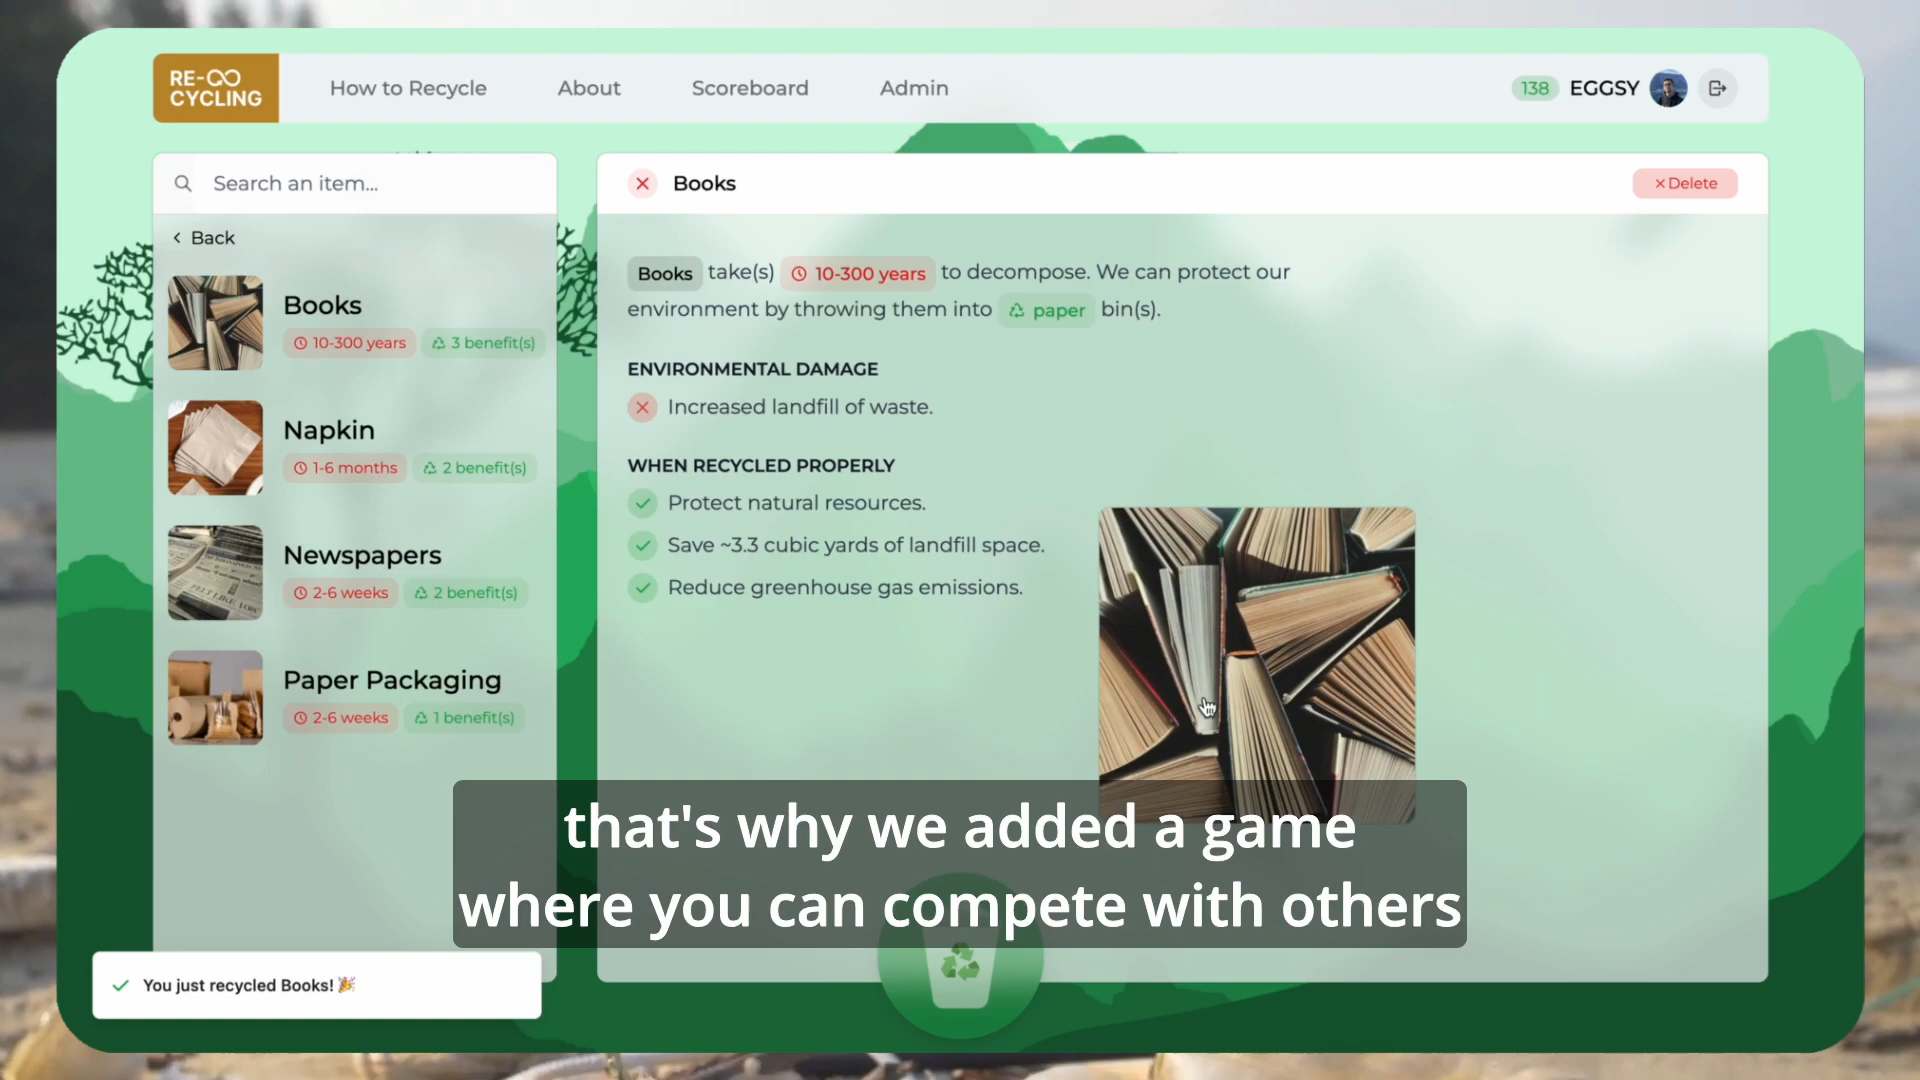 RE-
CYCLING
How to Recycle
About
Scoreboard
Admin
138
EGGSY
Search an item...
Back
Books
10-300 years
3 benefit(s)
Napkin
1-6 months
2 benefit(s)
Newspapers
2-6 weeks
2 benefit(s)
Paper Packaging
2-6 weeks
1 benefit(s)
Books
Delete
Books take(s) 10-300 years to decompose. We can protect our
environment by throwing them into paper bin(s).
ENVIRONMENTAL DAMAGE
Increased landfill of waste.
WHEN RECYCLED PROPERLY
Protect natural resources.
Save ~3.3 cubic yards of landfill space.
Reduce greenhouse gas emissions.
that's why we added a game
where you can compete with others
You just recycled Books! 🎉